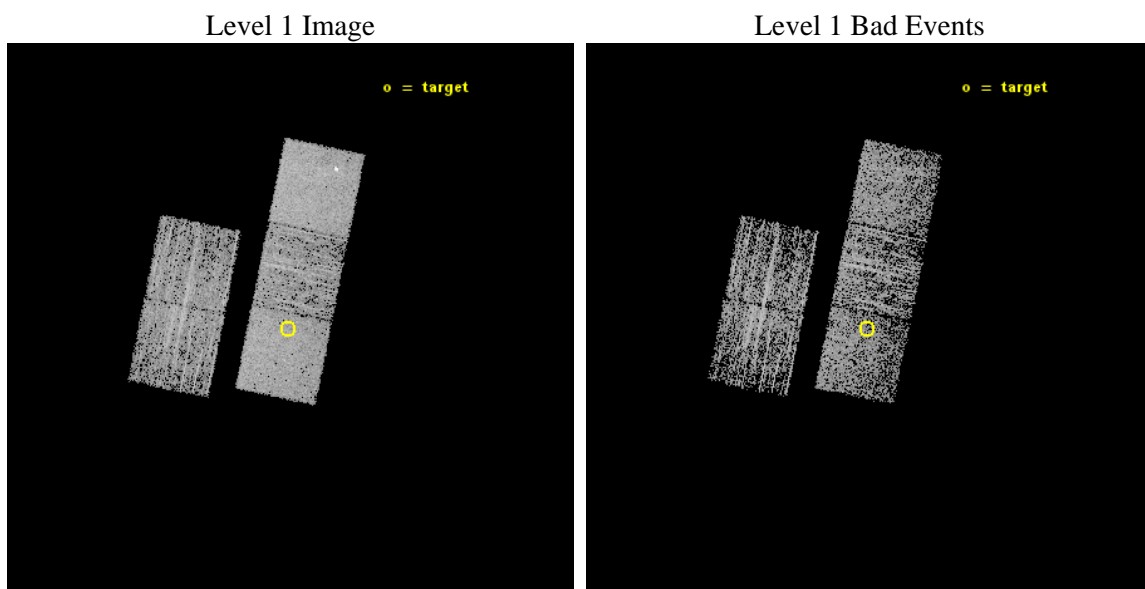 Level 1 Image
Level 1 Bad Events
o = target
o = target